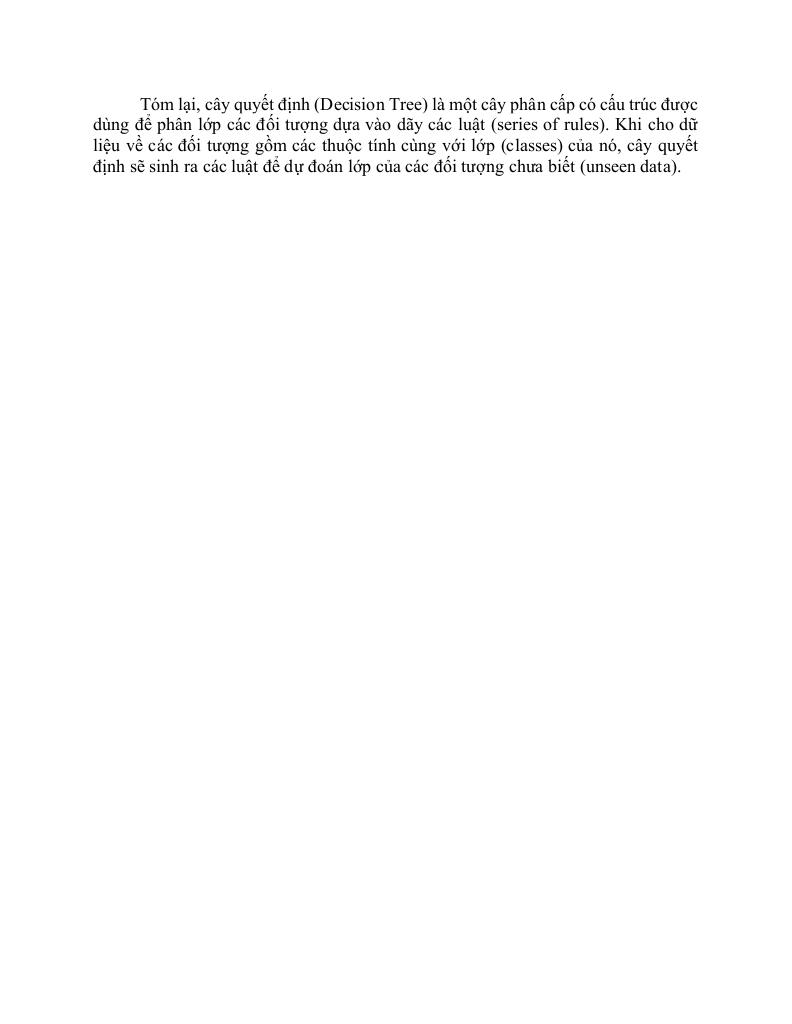 Tóm lại, cây quyết định (Decision Tree) là một cây phân cấp có cấu trúc được
dùng để phân lớp các đối tượng dựa vào dãy các luật (series of rules). Khi cho dữ
liệu về các đối tượng gồm các thuộc tính cùng với lớp (classes) của nó, cây quyết
định sẽ sinh ra các luật để dự đoán lớp của các đối tượng chưa biết (unseen data).